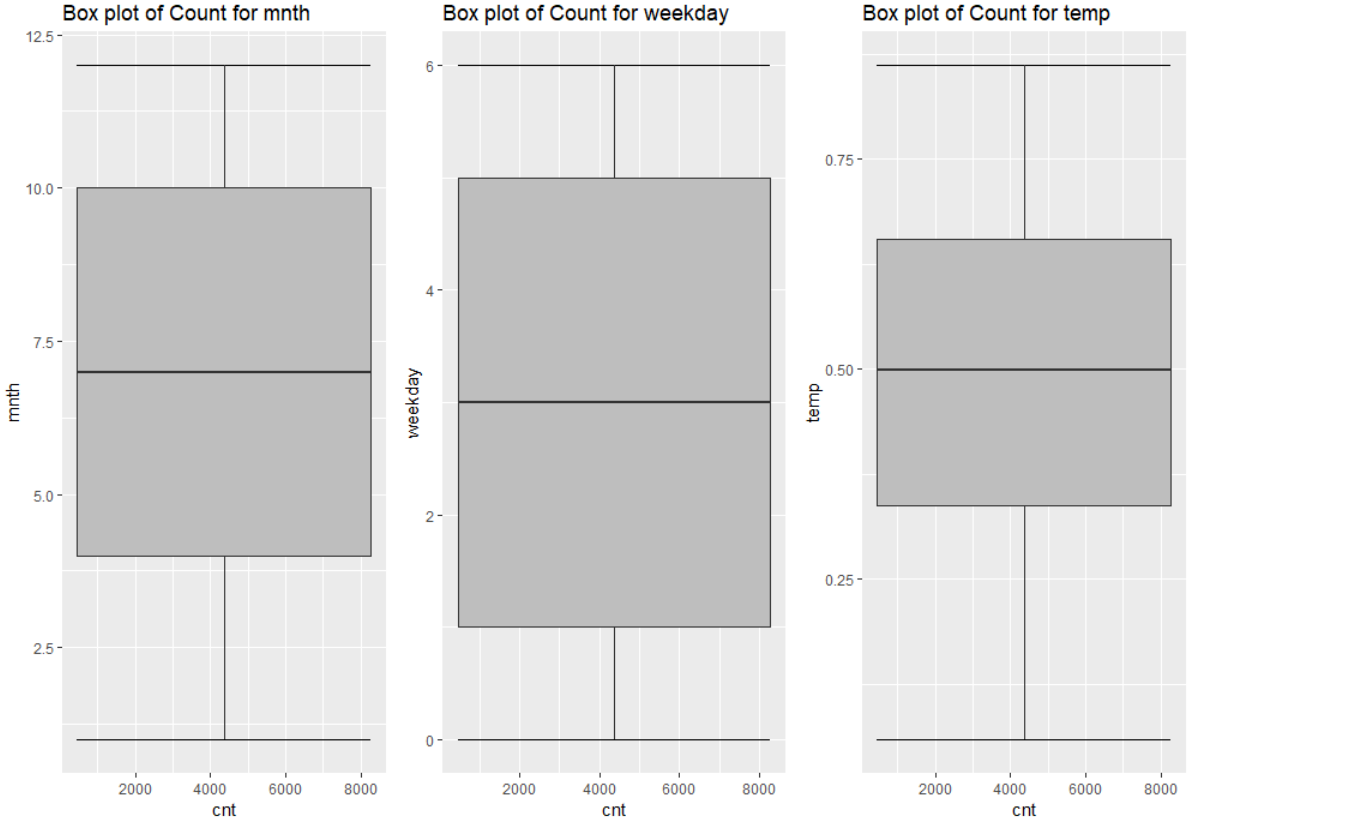 Box plot of Count for mnth
12.5
10.0
7.5
5.0
2.5
mnth
2000 4000 6000 8000
cnt
Box plot of Count for weekday
6
4
2
0
weekday
2000 4000 6000 8000
cnt
Box plot of Count for temp
0.75
0.50
0.25
temp
2000 4000 6000 8000
cnt